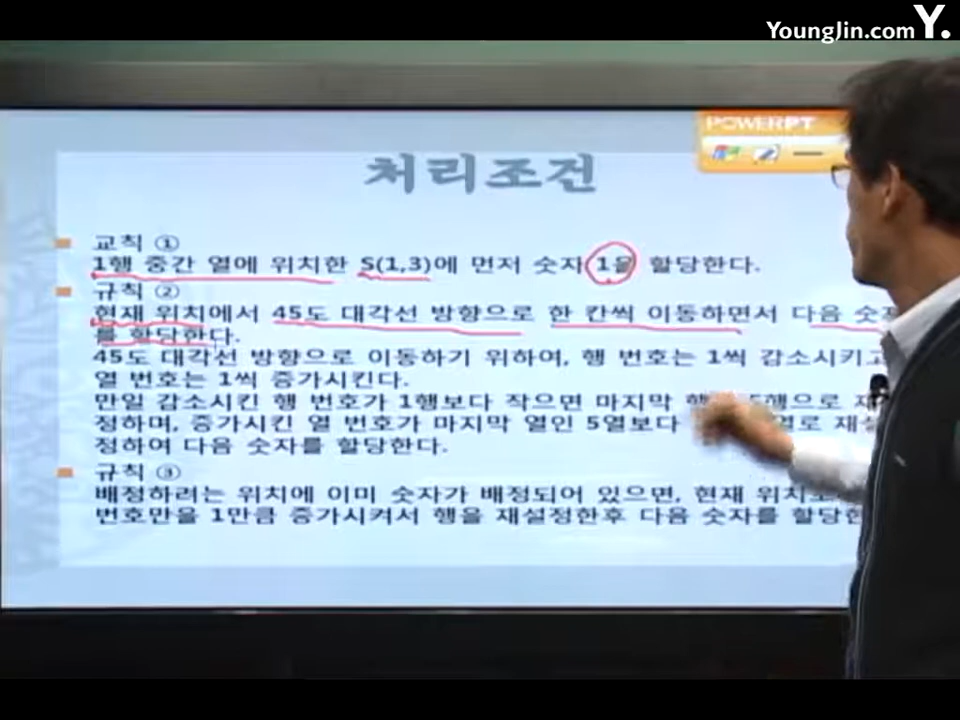 YoungJin.com Y.
POWERPT
처리조건
규칙 ①
1행 중간 열에 위치한 S(1,3)에 먼저 숫자 1을 할당한다.
규칙 ②
현재 위치에서 45도 대각선 방향으로 한 칸씩 이동하면서 다음
를 할당한다.
45도 대각선 방향으로 이동하기 위하여, 행 번호는 1씩 감소시키고
열 번호는 1씩 증가시킨다.
만일 감소시킨 행 번호가 1행보다 작으면 마지막 5행으로
정하며, 증가시킨 열 번호가 마지막 열인 5열보다 재설
정하여 다음 숫자를 할당한다.
규칙 ③
배정하려는 위치에 이미 숫자가 배정되어 있으면, 현재
번호만을 1만큼 증가시켜서 행을 재설정한후 다음 숫자를